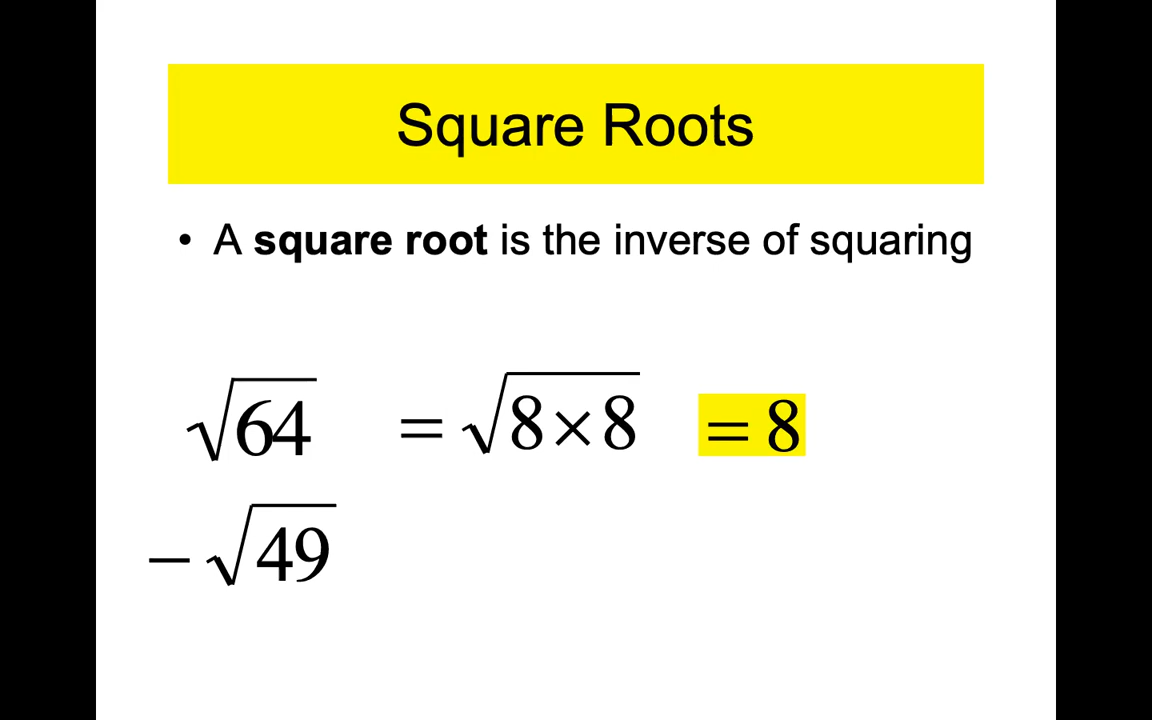 Square Roots
• A square root is the inverse of squaring
√64 = √8×8 = 8
−√49